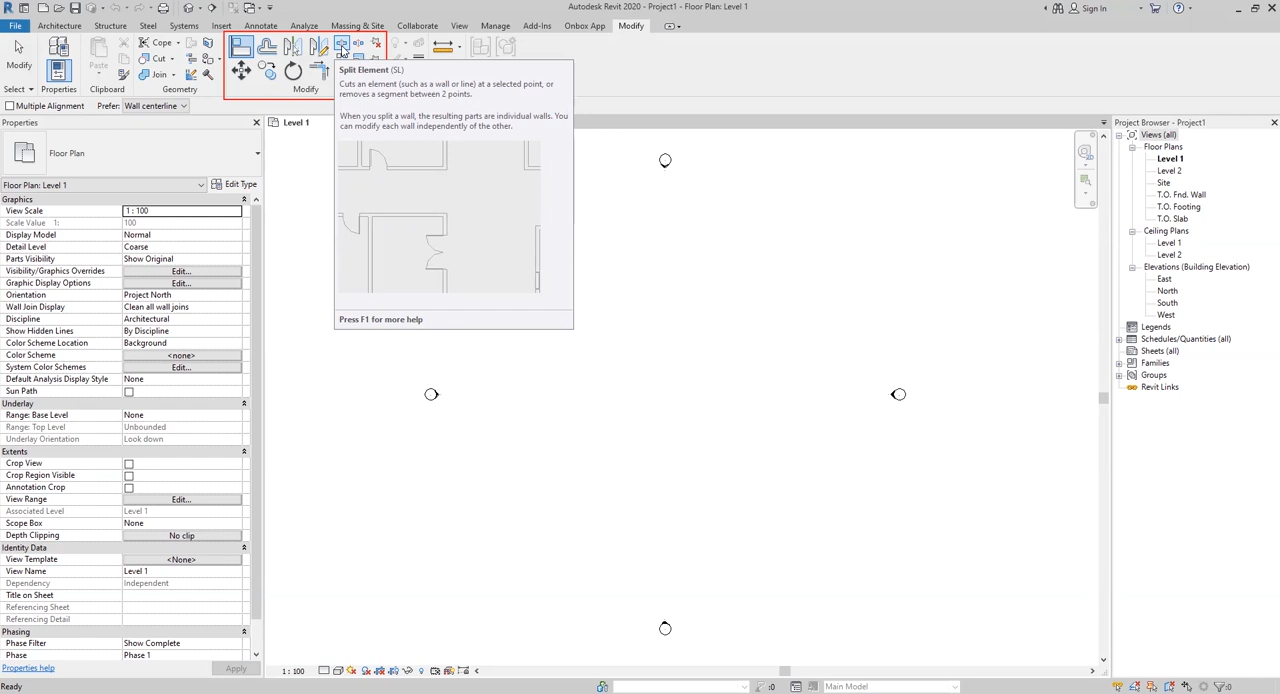 Autodesk Revit 2020 - Project1 - Floor Plan: Level 1
Sign In
File Architecture Structure Steel Systems Insert Annotate Analyze Massing & Site Collaborate View Manage Add-Ins Onbox App Modify
Modify
Paste
Cope
Cut
Join
Select Properties Clipboard Geometry Modify
Split Element (SL)
Cuts an element (such as a wall or line) at a selected point, or
removes a segment between 2 points.
When you split a wall, the resulting parts are individual walls. You
can modify each wall independently of the other.
Press F1 for more help
Multiple Alignment Prefer: Wall centerline
Properties
Floor Plan
Floor Plan: Level 1 Edit Type
Graphics
View Scale 1 : 100
Scale Value 1: 100
Display Model Normal
Detail Level Coarse
Parts Visibility Show Original
Visibility/Graphics Overrides Edit...
Graphic Display Options Edit...
Orientation Project North
Wall Join Display Clean all wall joins
Discipline Architectural
Show Hidden Lines By Discipline
Color Scheme Location Background
Color Scheme <none>
System Color Schemes Edit...
Default Analysis Display Style None
Sun Path
Underlay
Range: Base Level None
Range: Top Level Unbounded
Underlay Orientation Look down
Extents
Crop View
Crop Region Visible
Annotation Crop
View Range Edit...
Associated Level Level 1
Scope Box None
Depth Clipping No clip
Identity Data
View Template <None>
View Name Level 1
Dependency Independent
Title on Sheet
Referencing Sheet
Referencing Detail
Phasing
Phase Filter Show Complete
Phase Phase 1
Properties help Apply
Level 1
Project Browser - Project1
Views (all)
Floor Plans
Level 1
Level 2
Site
T.O. Fnd. Wall
T.O. Footing
T.O. Slab
Ceiling Plans
Level 1
Level 2
Elevations (Building Elevation)
East
North
South
West
Legends
Schedules/Quantities (all)
Sheets (all)
Families
Groups
Revit Links
1 : 100
Ready :0 Main Model :0